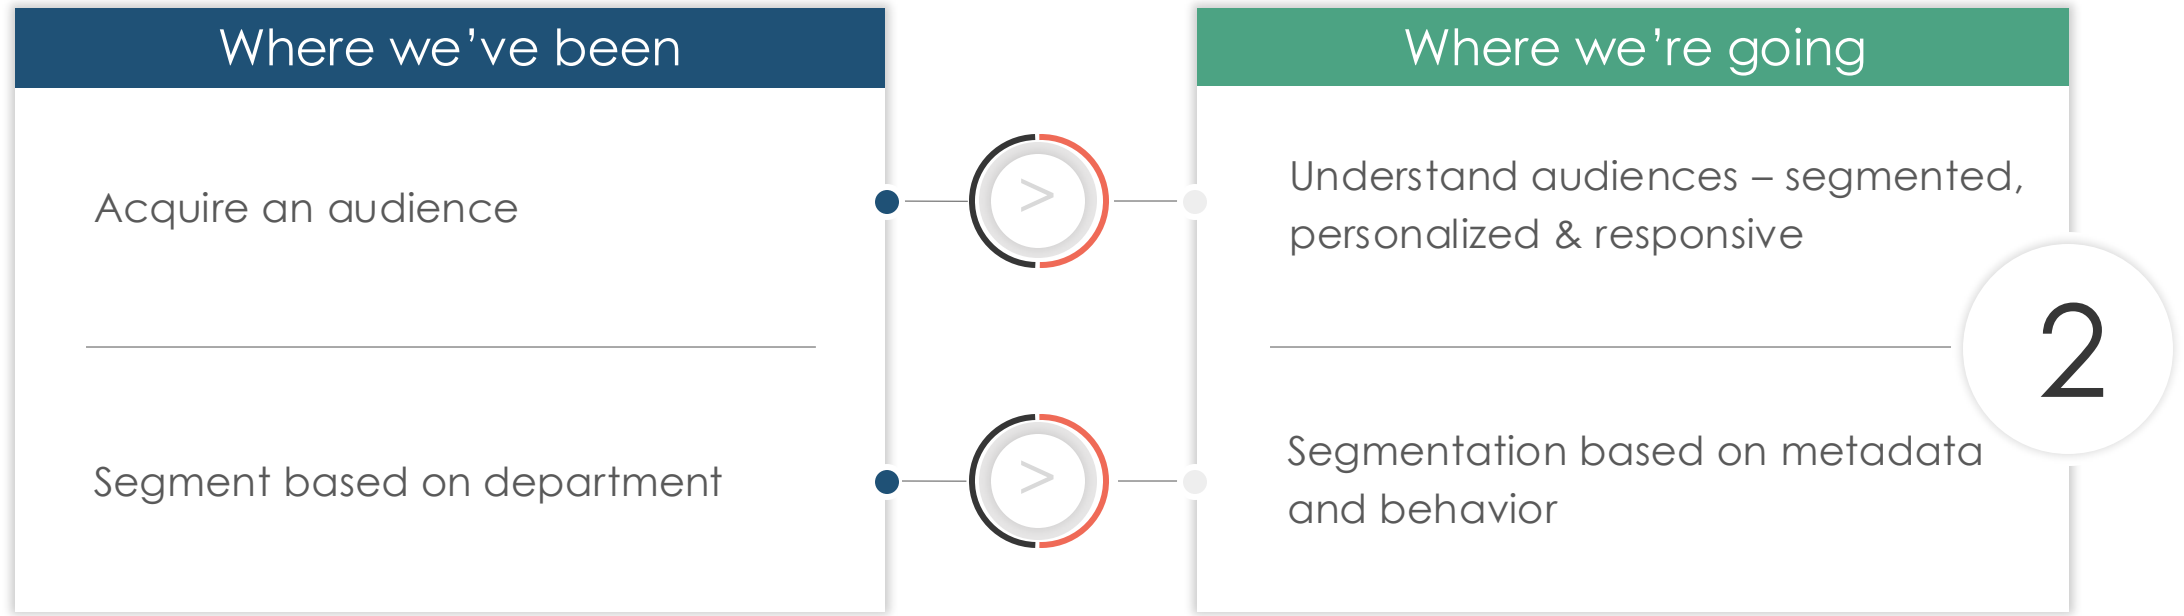 Where we’ve been
Acquire an audience
Segment based on department
>
>
Where we’re going
Understand audiences – segmented,
personalized & responsive
Segmentation based on metadata
and behavior
2